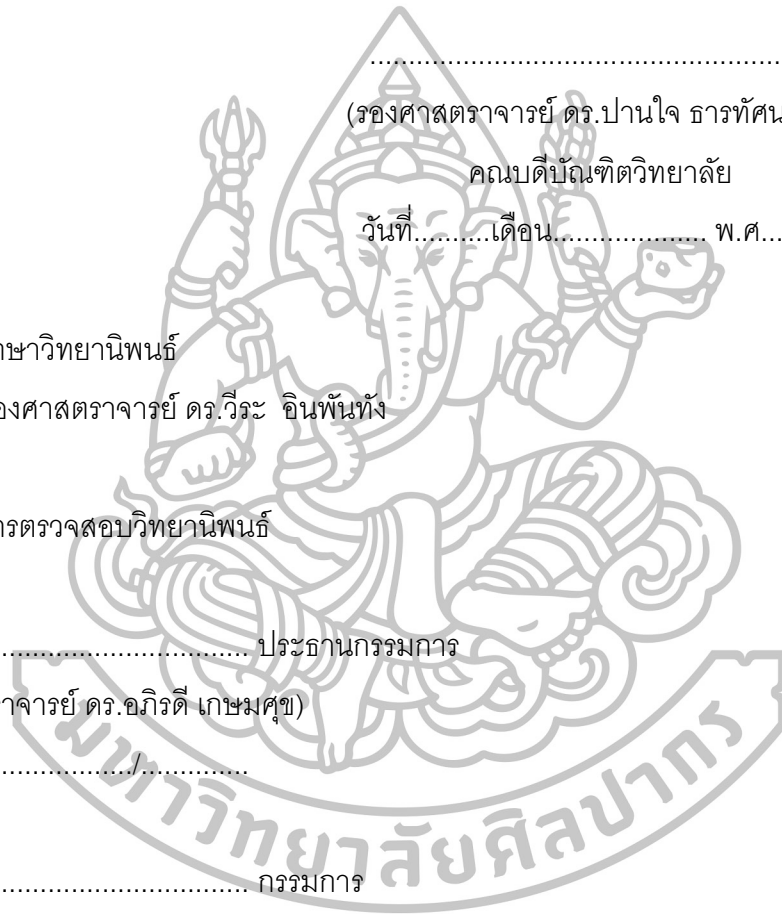 ........................................................
(รองศาสตราจารย์ ดร.ปานใจ ธารทัศน
คณบดีบัณฑิตวิทยาลัย
วันที่..........เดือน.................... พ.ศ...
าษาวิทยานิพนธ์
องศาสตราจารย์ ดร.วีระ อินพันทัง
ารตรวจสอบวิทยานิพนธ์
................................ ประธานกรรมการ
ราจารย์ ดร.อภิรดี เกษมศุข)
................./..............
................................ กรรมการ
มหาวิทยาลัยศิลปากร